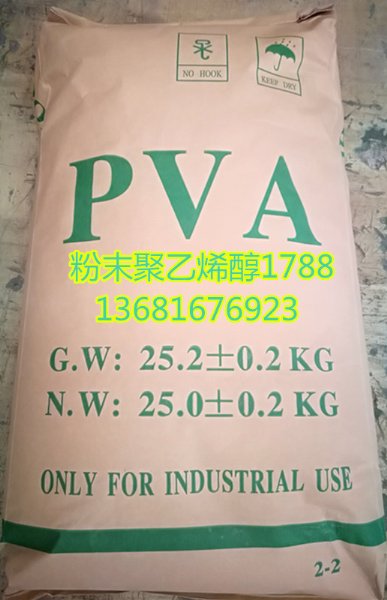 NO HOOK
KEEP DRY
PVA
粉末聚乙烯醇1788
13681676923
G.W: 25.2±0.2 KG
N.W: 25.0±0.2 KG
ONLY FOR INDUSTRIAL USE
2-2